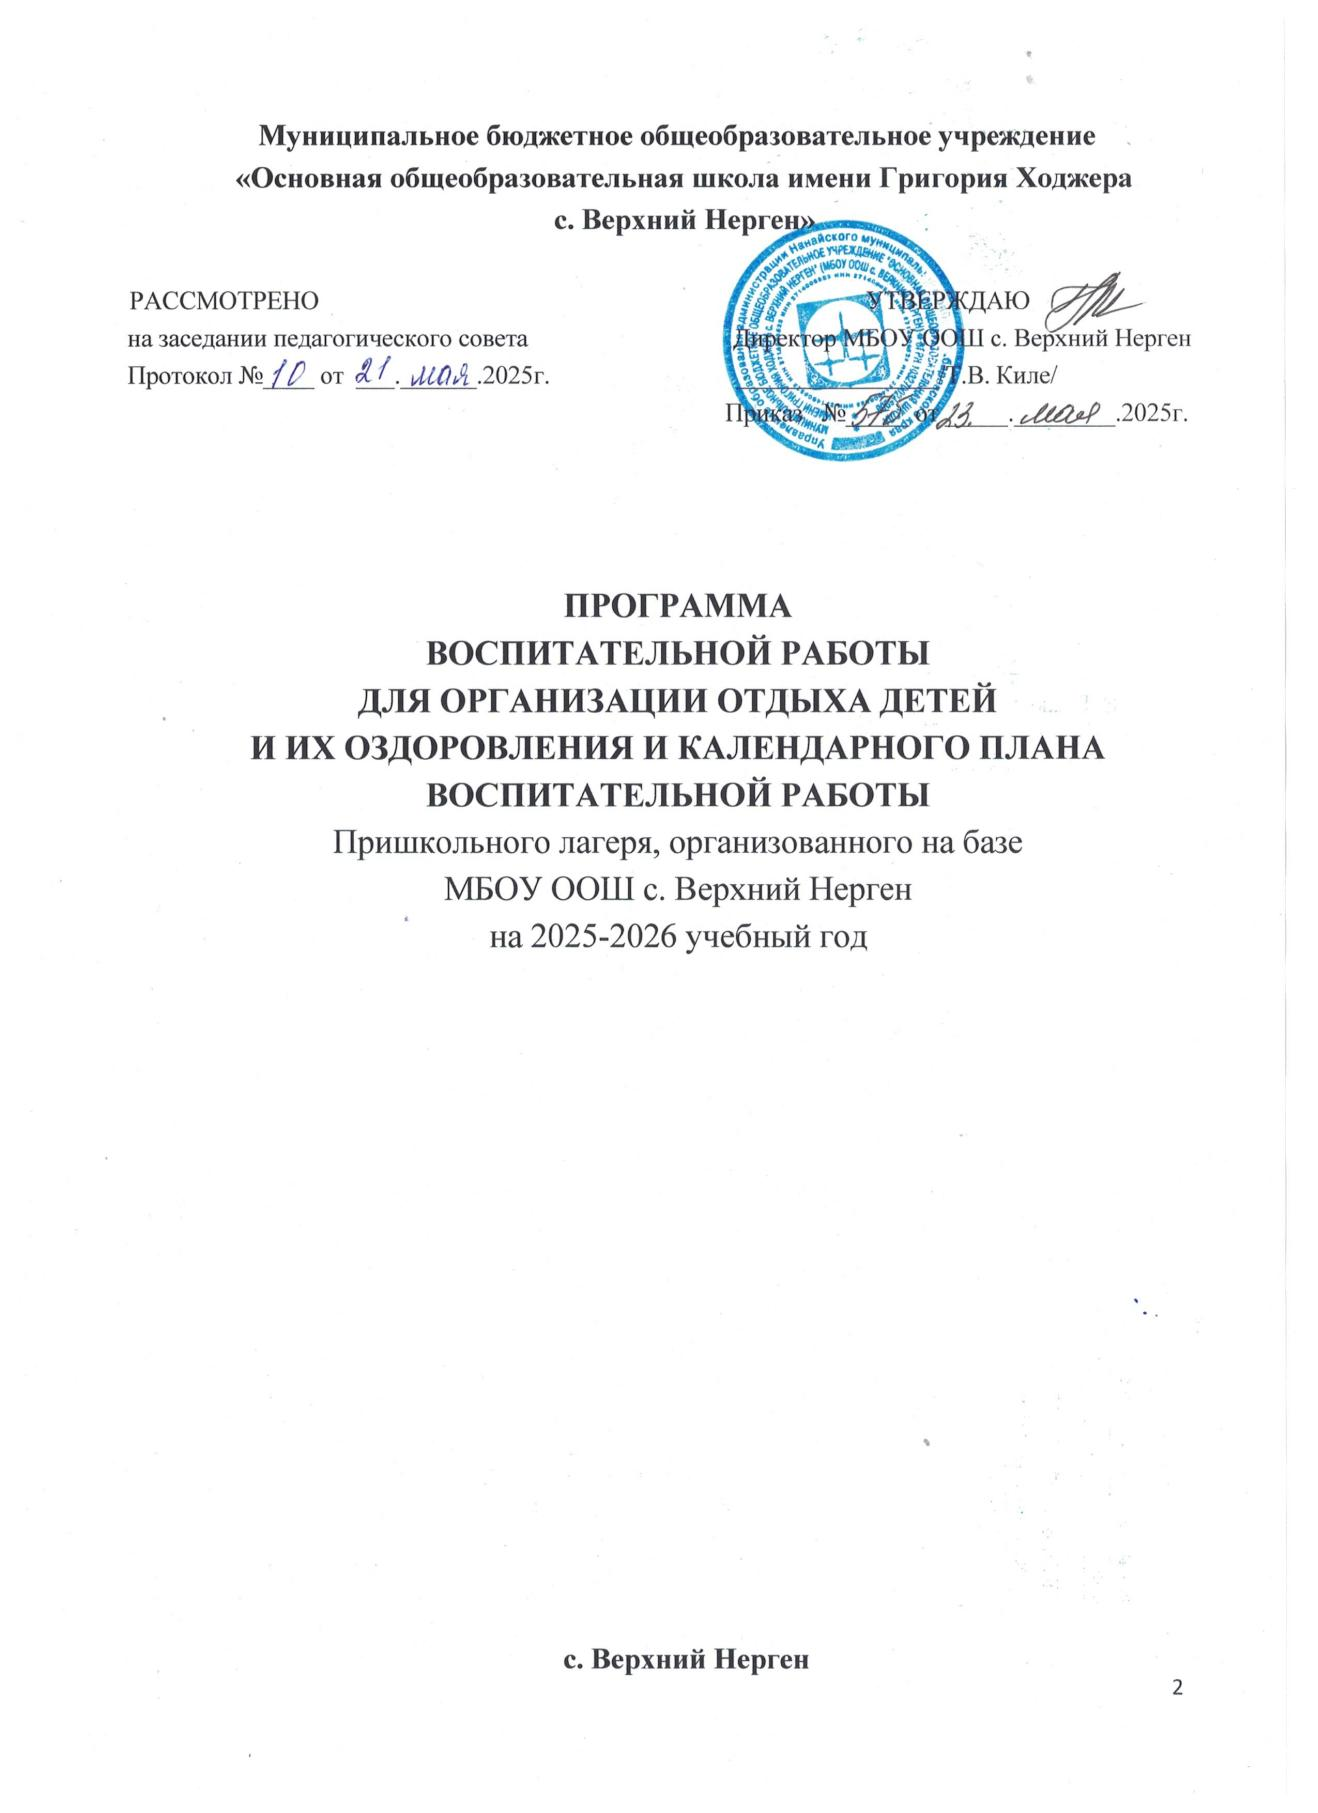 Муниципальное бюджетное общеобразовательное учреждение
«Основная общеобразовательная школа имени Григория Ходжера
с. Верхний Нерген»
РАССМОТРЕНО
на заседании педагогического совета
Протокол № 10 от 21.мая.2025г.
УТВЕРЖДАЮ
Директор МБОУ ООШ с. Верхний Нерген
Т.В. Киле/
Приказ № от 23.мая.2025г.
ПРОГРАММА
ВОСПИТАТЕЛЬНОЙ РАБОТЫ
ДЛЯ ОРГАНИЗАЦИИ ОТДЫХА ДЕТЕЙ
И ИХ ОЗДОРОВЛЕНИЯ И КАЛЕНДАРНОГО ПЛАНА
ВОСПИТАТЕЛЬНОЙ РАБОТЫ
Пришкольного лагеря, организованного на базе
МБОУ ООШ с. Верхний Нерген
на 2025-2026 учебный год
с. Верхний Нерген
2